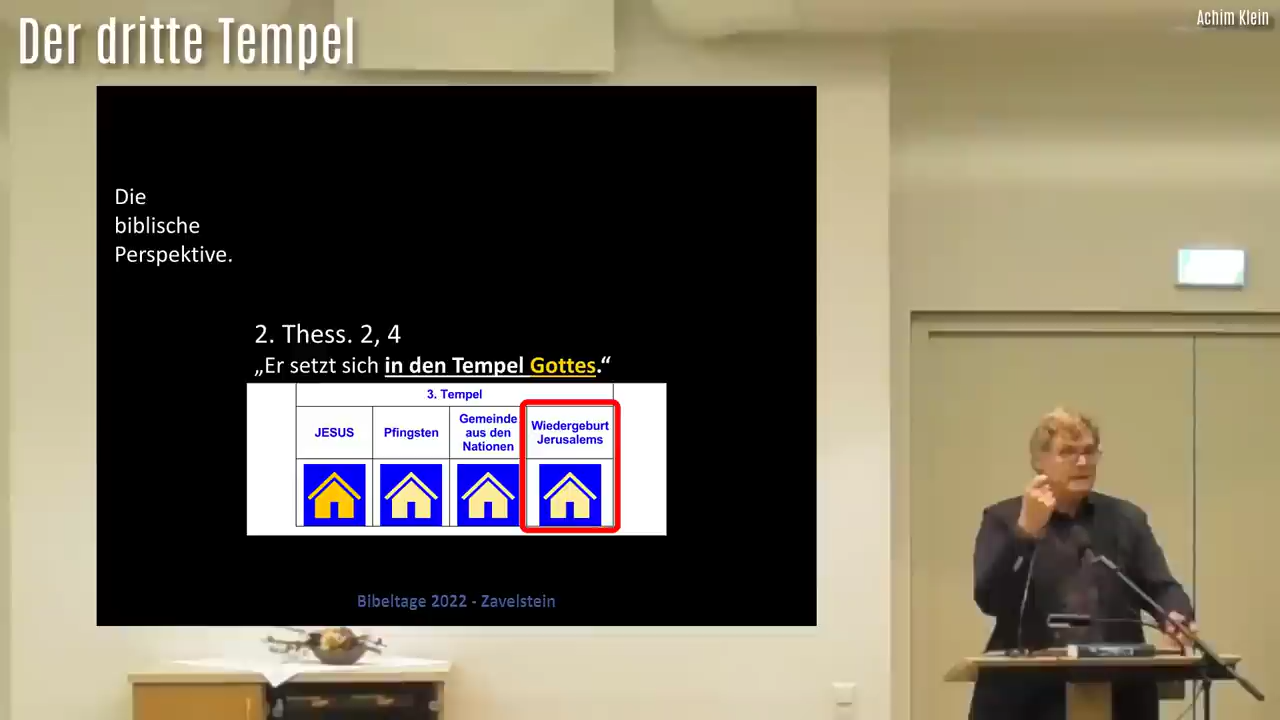 Der dritte Tempel
Achim Klein
Die
biblische
Perspektive.
2. Thess. 2, 4
„Er setzt sich in den Tempel Gottes.“
3. Tempel
JESUS
Pfingsten
Gemeinde
aus den
Nationen
Wiedergeburt
Jerusalems
Bibeltage 2022 - Zavelstein